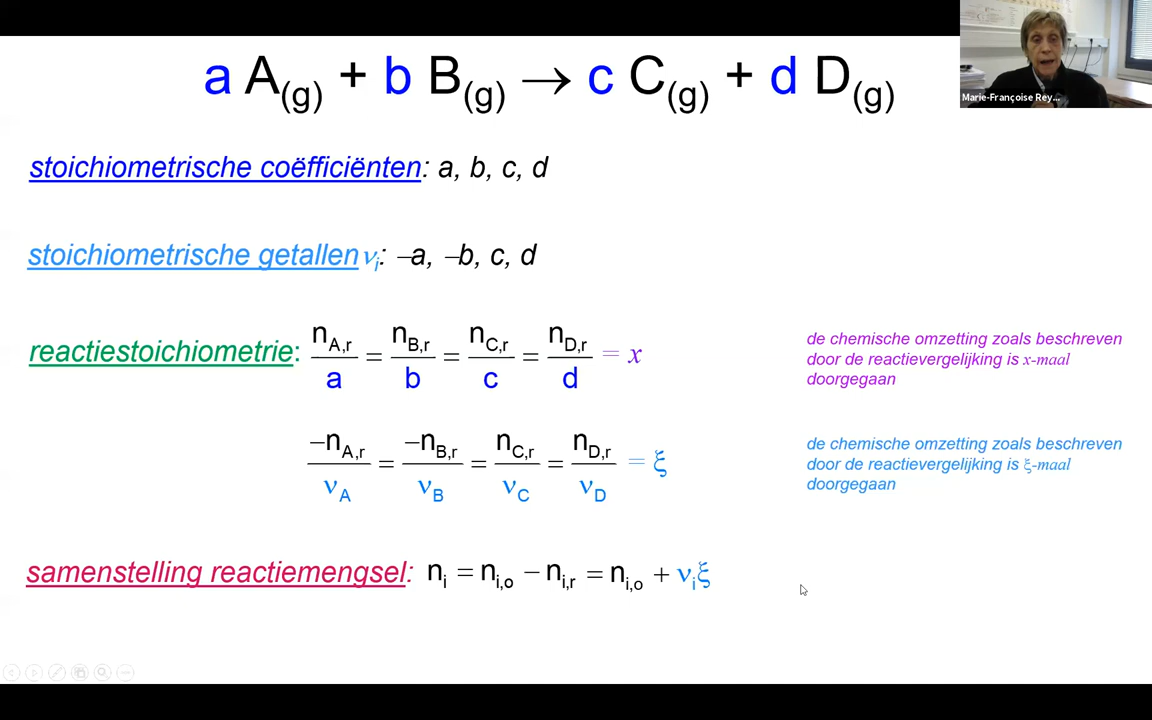 a A(g) + b B(g) → c C(g) + d D(g)
Marie-Françoise Rey...
stoichiometrische coëfficiënten: a, b, c, d
stoichiometrische getallen νi: –a, –b, c, d
reactiestoichiometrie: nA,r/a = nB,r/b = nC,r/c = nD,r/d = x
de chemische omzetting zoals beschreven
door de reactievergelijking is x-maal
doorgegaan
–nA,r/νA = –nB,r/νB = nC,r/νC = nD,r/νD = ξ
de chemische omzetting zoals beschreven
door de reactievergelijking is ξ-maal
doorgegaan
samenstelling reactiemengsel: ni = ni,o – ni,r = ni,o + νiξ